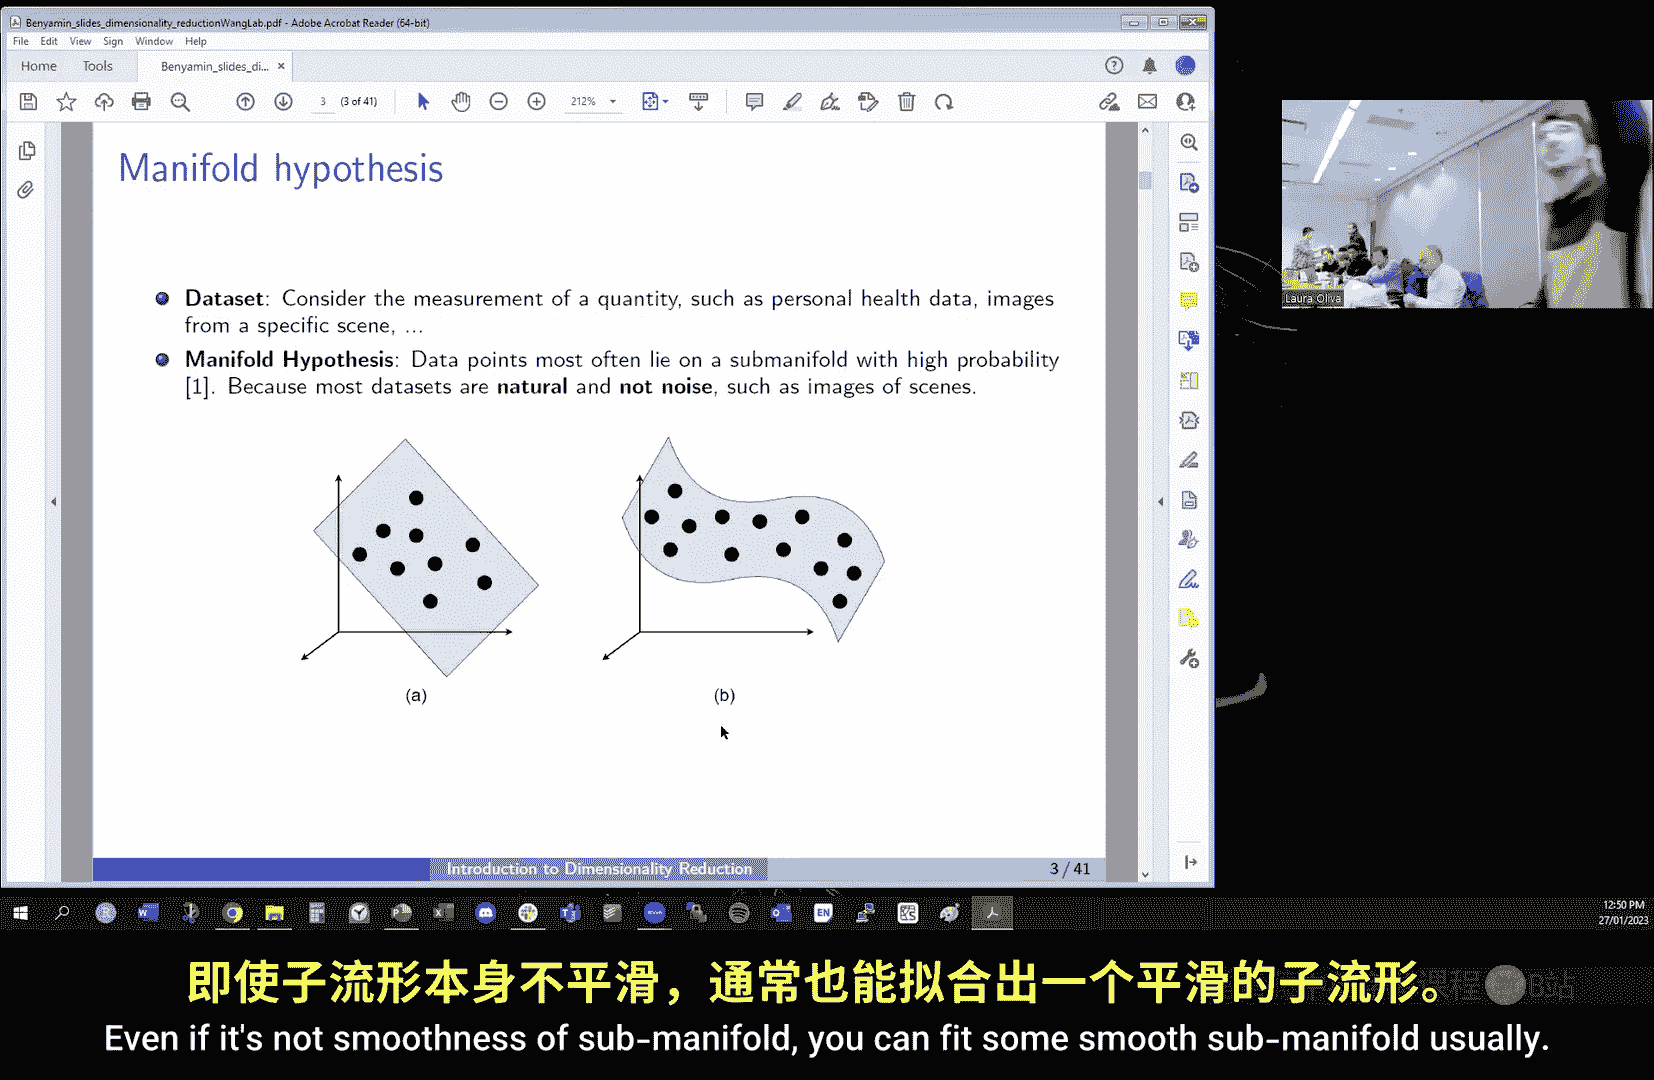 Benyamin_slides_dimensionality_reductionWangLab.pdf - Adobe Acrobat Reader (64-bit)
File Edit View Sign Window Help
Home Tools Benyamin_slides_di... ×
3 (3 of 41) 212%
Manifold hypothesis
Dataset: Consider the measurement of a quantity, such as personal health data, images
from a specific scene, ...
Manifold Hypothesis: Data points most often lie on a submanifold with high probability
[1]. Because most datasets are natural and not noise, such as images of scenes.
(a) (b)
Introduction to Dimensionality Reduction 3 / 41
Laura Oliva
EN
12:50 PM
27/01/2023
即使子流形本身不平滑，通常也能拟合出一个平滑的子流形。
Even if it's not smoothness of sub-manifold, you can fit some smooth sub-manifold usually.